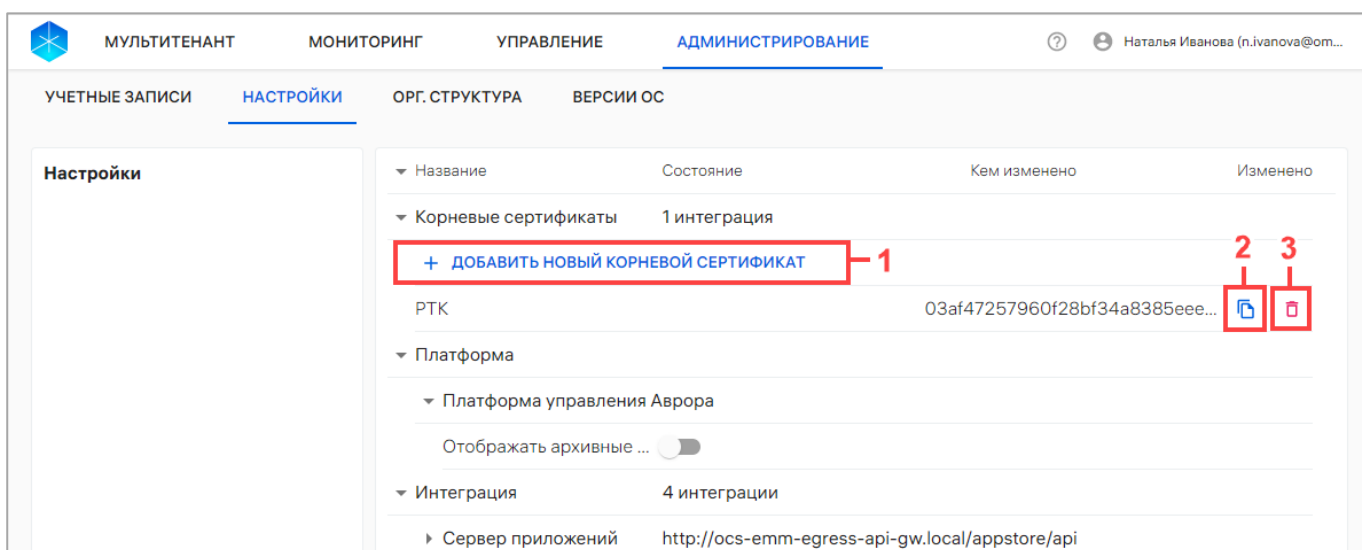 МУЛЬТИТЕНАНТ МОНИТОРИНГ УПРАВЛЕНИЕ АДМИНИСТРИРОВАНИЕ ? Наталья Иванова (n.ivanova@om...
УЧЕТНЫЕ ЗАПИСИ НАСТРОЙКИ ОРГ. СТРУКТУРА ВЕРСИИ ОС
Настройки
Название Состояние Кем изменено Изменено
Корневые сертификаты 1 интеграция
+ ДОБАВИТЬ НОВЫЙ КОРНЕВОЙ СЕРТИФИКАТ 1 2 3
РТК 03af47257960f28bf34a8385eee...
Платформа
Платформа управления Аврора
Отображать архивные ...
Интеграция 4 интеграции
Сервер приложений http://ocs-emm-egress-api-gw.local/appstore/api